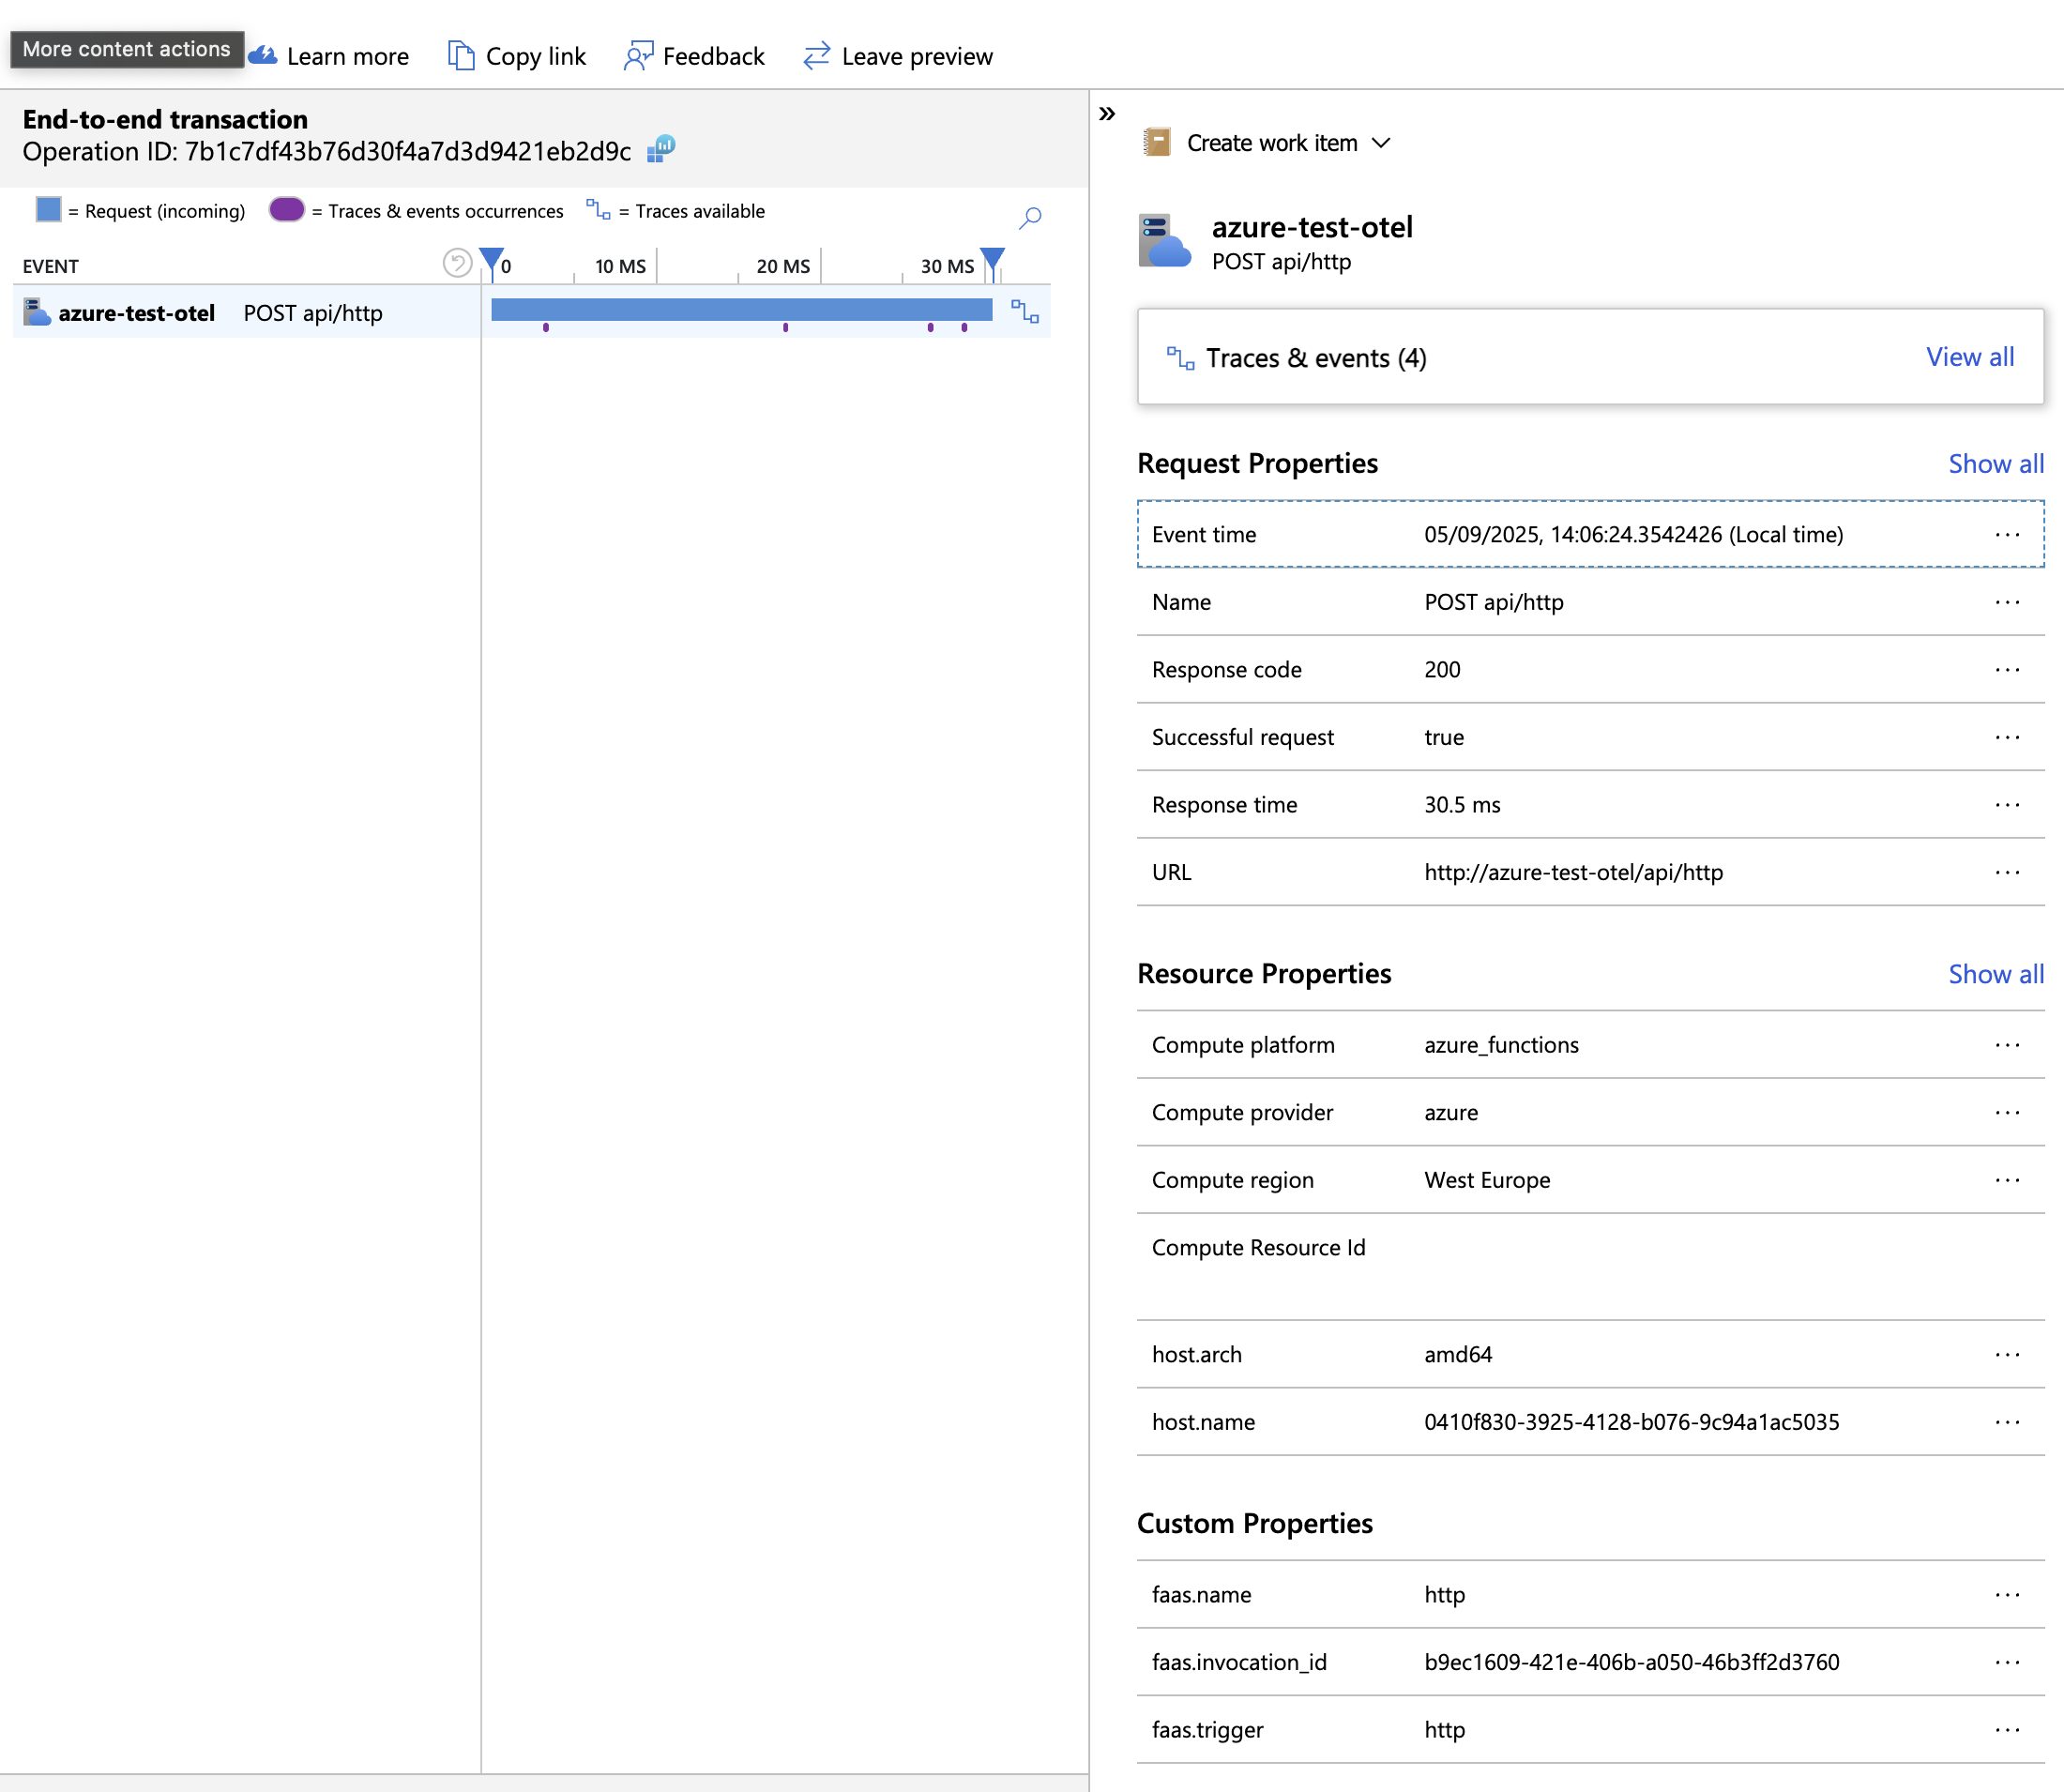 More content actions
Learn more
Copy link
Feedback
Leave preview
End-to-end transaction
Operation ID: 7b1c7df43b76d30f4a7d3d9421eb2d9c
= Request (incoming)
= Traces & events occurrences
= Traces available
EVENT
0
10 MS
20 MS
30 MS
azure-test-otel POST api/http
»
Create work item
azure-test-otel
POST api/http
Traces & events (4) View all
Request Properties Show all
Event time 05/09/2025, 14:06:24.3542426 (Local time) ...
Name POST api/http ...
Response code 200 ...
Successful request true ...
Response time 30.5 ms ...
URL http://azure-test-otel/api/http ...
Resource Properties Show all
Compute platform azure_functions ...
Compute provider azure ...
Compute region West Europe ...
Compute Resource Id
host.arch amd64 ...
host.name 0410f830-3925-4128-b076-9c94a1ac5035 ...
Custom Properties
faas.name http ...
faas.invocation_id b9ec1609-421e-406b-a050-46b3ff2d3760 ...
faas.trigger http ...